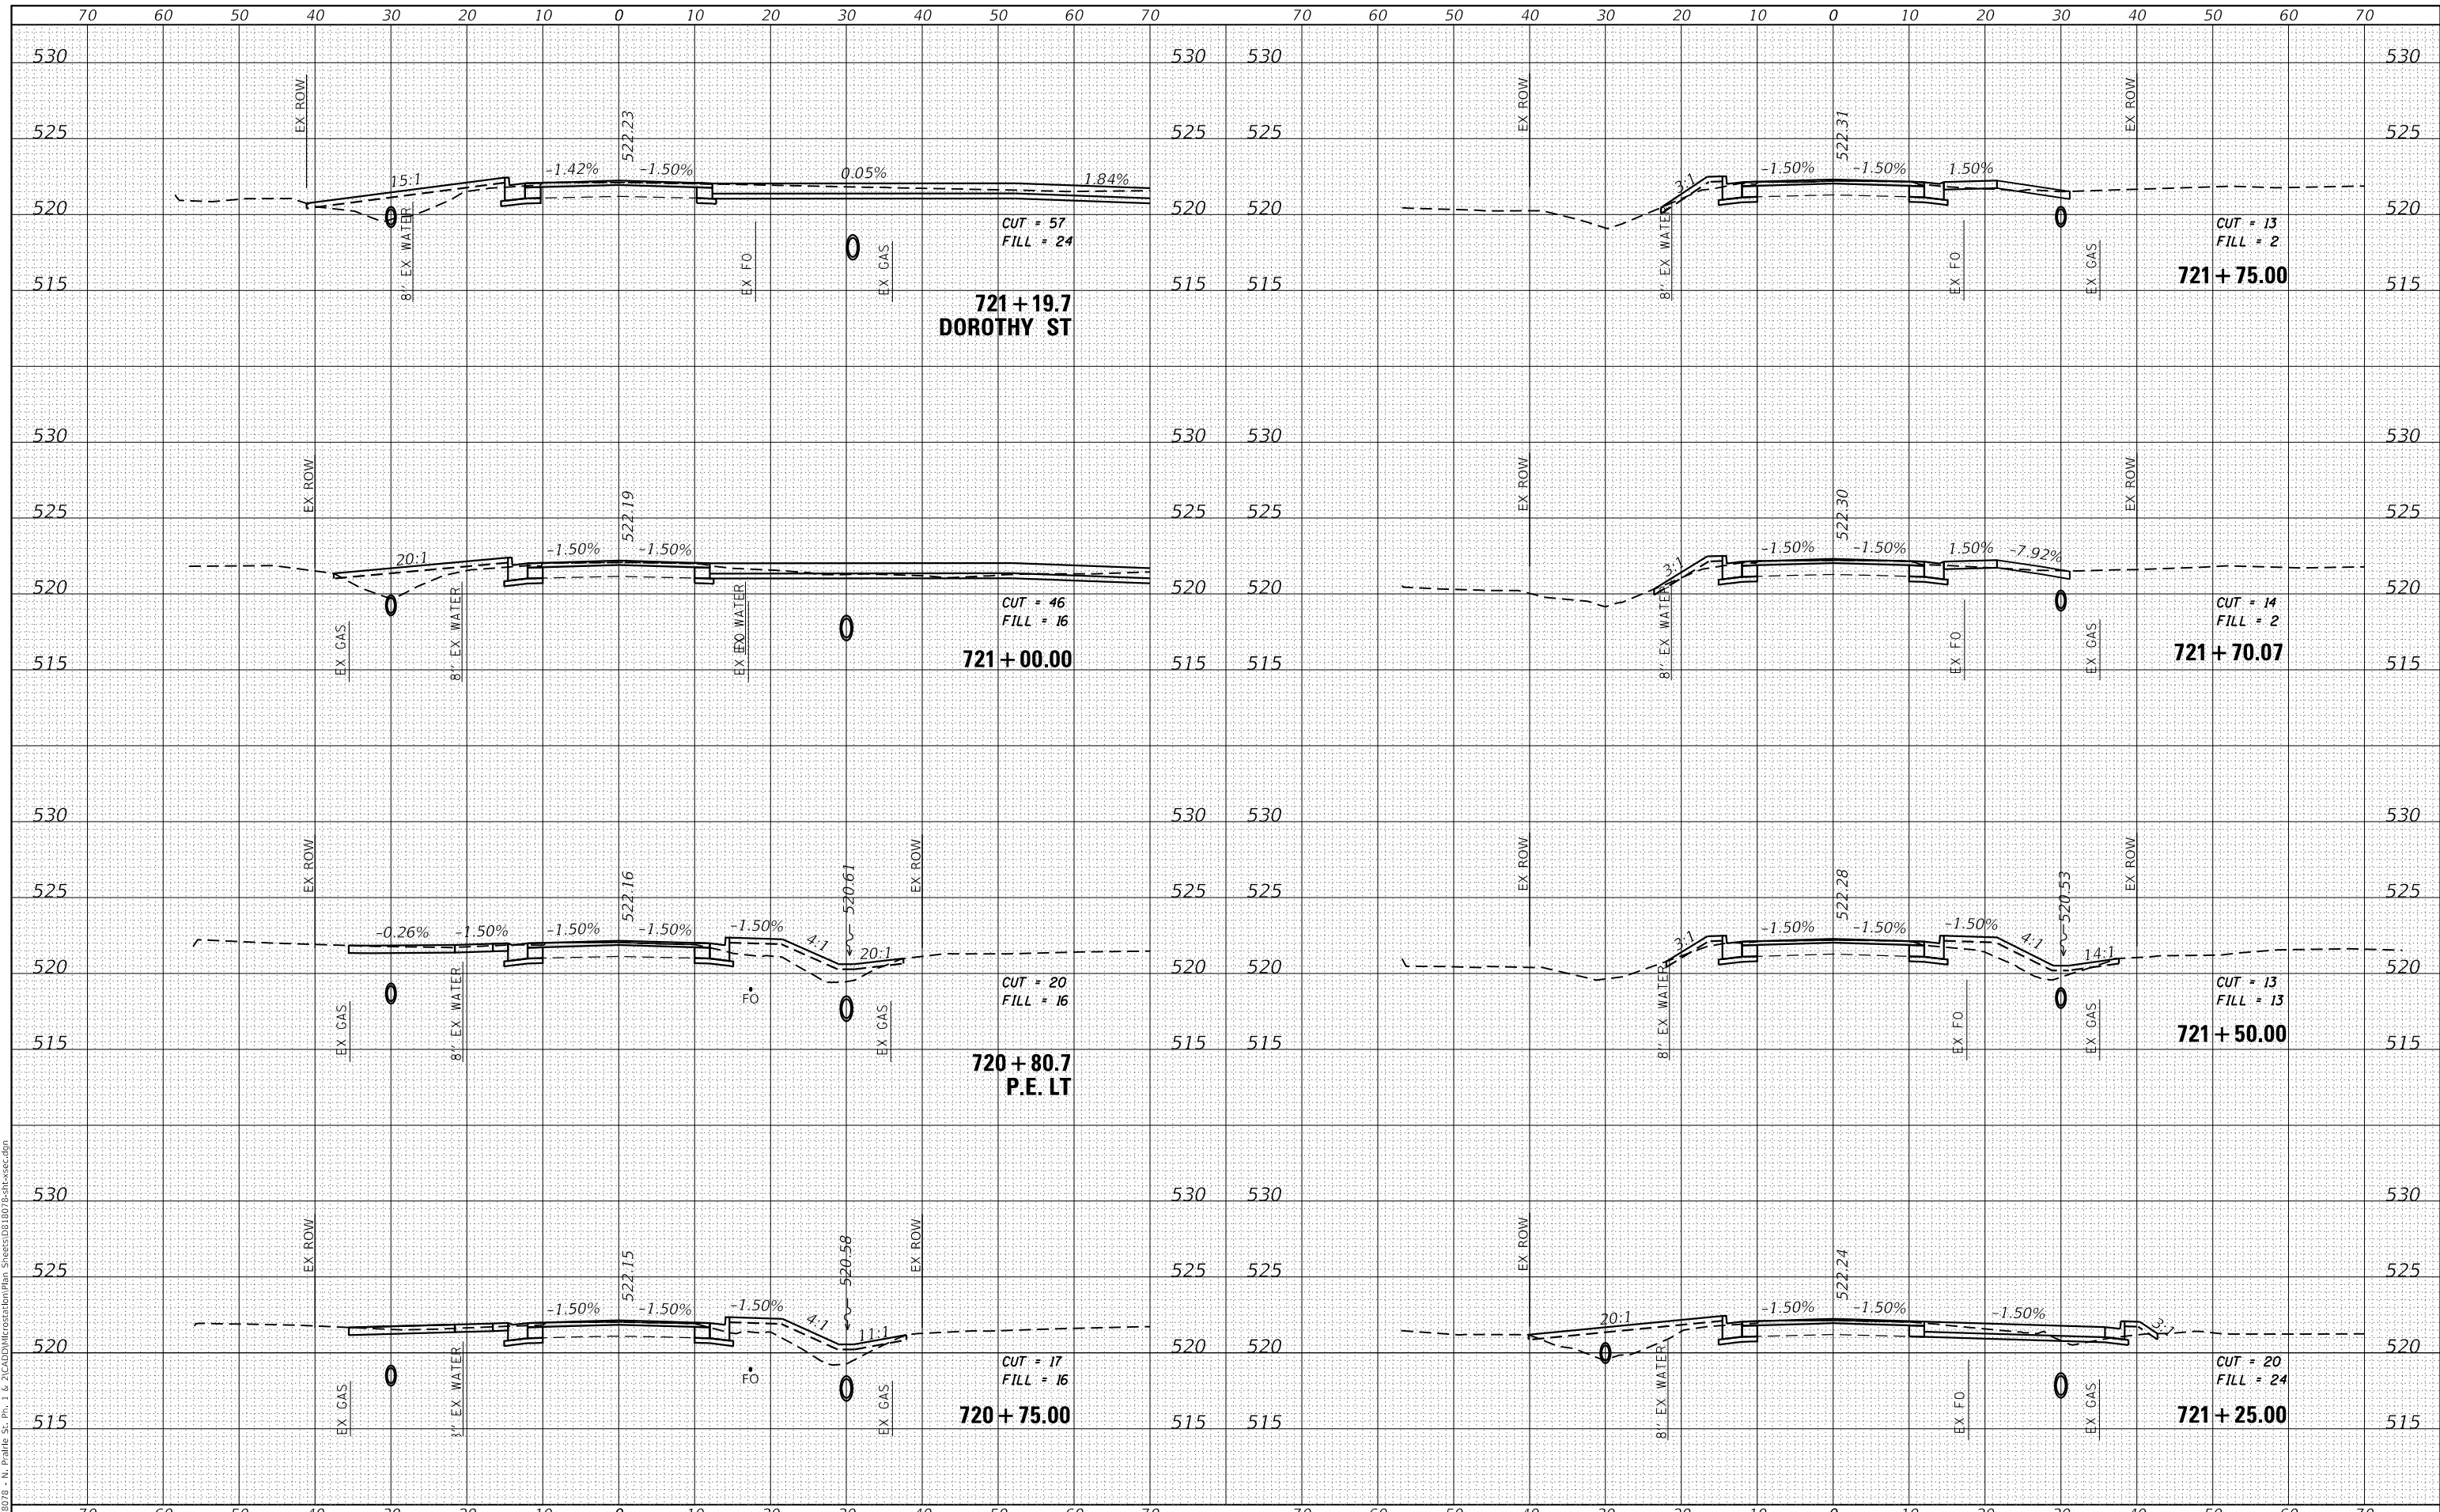 70 60 50 40 30 20 10 0 10 20 30 40 50 60 70 70 60 50 40 30 20 10 0 10 20 30 40 50 60 70
530 530
525 525
520 520
515 515
EX ROW
522.23
15:1
-1.42% -1.50% 0.05% 1.84%
8'' EX WATER
EX FO
EX GAS
CUT = 57
FILL = 24
721+19.7
DOROTHY ST
530 530
525 525
520 520
515 515
EX ROW
522.19
20:1
-1.50% -1.50%
EX GAS
8'' EX WATER
CUT = 46
FILL = 16
721+00.00
530 530
525 525
520 520
515 515
EX ROW
522.16
520.61
EX ROW
-0.26% -1.50% -1.50% -1.50% -1.50%
4:1
20:1
EX GAS
8'' EX WATER
FO
EX GAS
CUT = 20
FILL = 16
720+80.7
P.E. LT
530 530
525 525
520 520
515 515
EX ROW
522.15
520.58
EX ROW
-1.50% -1.50% -1.50%
4:1
11:1
EX GAS
8'' EX WATER
FO
EX GAS
CUT = 17
FILL = 16
720+75.00
530 530
525 525
520 520
515 515
EX ROW
522.31
EX ROW
3:1
-1.50% -1.50% 1.50%
8'' EX WATER
EX FO
EX GAS
CUT = 13
FILL = 2
721+75.00
530 530
525 525
520 520
515 515
EX ROW
522.30
EX ROW
3:1
-1.50% -1.50% 1.50% -7.92%
8'' EX WATER
EX FO
EX GAS
CUT = 14
FILL = 2
721+70.07
530 530
525 525
520 520
515 515
EX ROW
522.28
520.53
EX ROW
3:1
-1.50% -1.50% -1.50%
4:1
14:1
8'' EX WATER
EX FO
EX GAS
CUT = 13
FILL = 13
721+50.00
530 530
525 525
520 520
515 515
EX ROW
522.24
20:1
-1.50% -1.50% -1.50%
3:1
8'' EX WATER
EX FO
EX GAS
CUT = 20
FILL = 24
721+25.00
8078 N. Prairie St. Ph. 1 & 2\CADD\Microstation\Plan Sheets\D818078-sht-xsec.dgn